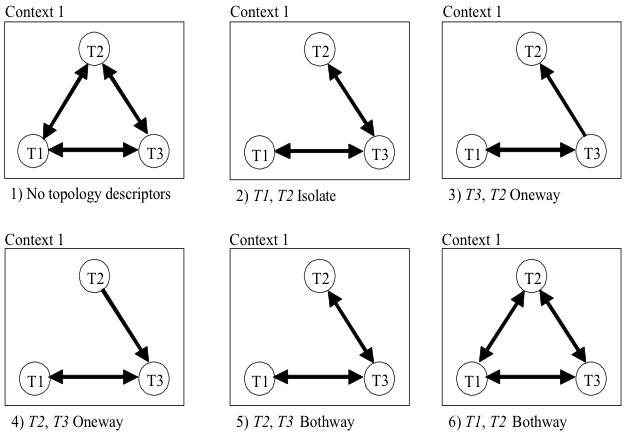 Context 1
Context 1
Context 1
T2
T2
T2
T1
T3
T1
T3
T1
T3
1) No topology descriptors
2) T1, T2 Isolate
3) T3, T2 Oneway
Context 1
Context 1
Context 1
T2
T2
T2
T1
T3
T1
T3
T1
T3
4) T2, T3 Oneway
5) T2, T3 Bothway
6) T1, T2 Bothway